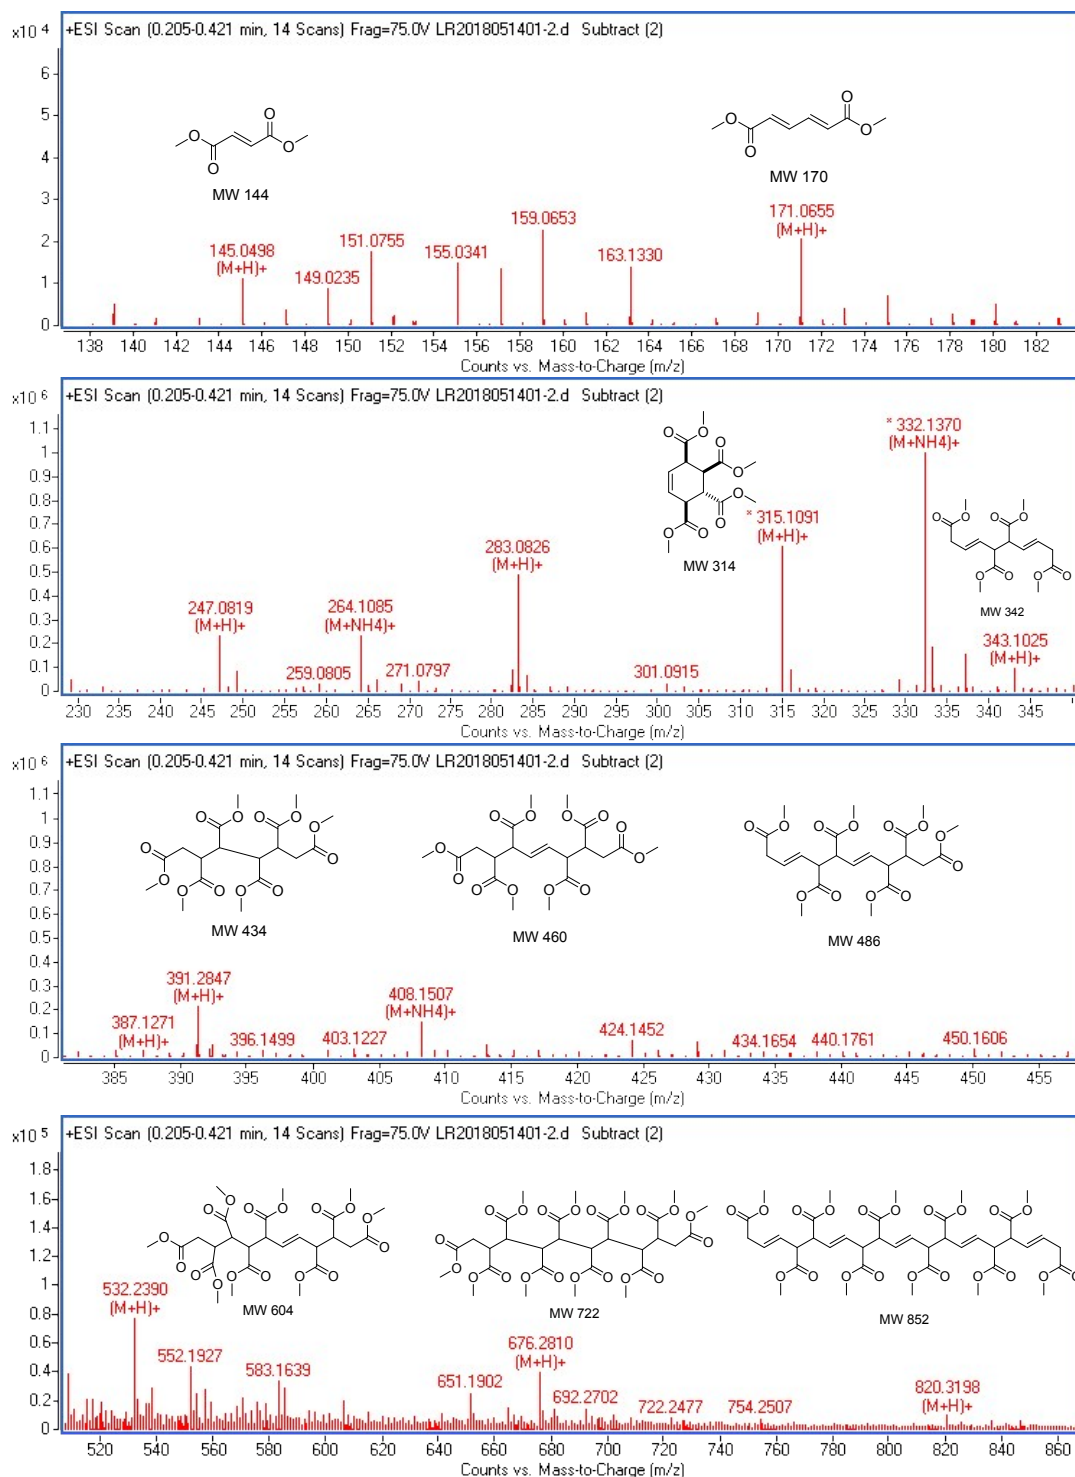 +ESI Scan (0.205-0.421 min, 14 Scans) Frag=75.0V LR2018051401-2.d Subtract (2)
x10 4
6
5
4
3
2
1
0
MW 144
MW 170
145.0498
(M+H)+
149.0235
151.0755
155.0341
159.0653
163.1330
171.0655
(M+H)+
138 140 142 144 146 148 150 152 154 156 158 160 162 164 166 168 170 172 174 176 178 180 182
Counts vs. Mass-to-Charge (m/z)
+ESI Scan (0.205-0.421 min, 14 Scans) Frag=75.0V LR2018051401-2.d Subtract (2)
x10 6
1.1
1
0.9
0.8
0.7
0.6
0.5
0.4
0.3
0.2
0.1
0
247.0819
(M+H)+
259.0805
264.1085
(M+NH4)+
271.0797
283.0826
(M+H)+
301.0915
MW 314
* 315.1091
(M+H)+
* 332.1370
(M+NH4)+
MW 342
343.1025
(M+H)+
230 235 240 245 250 255 260 265 270 275 280 285 290 295 300 305 310 315 320 325 330 335 340 345
Counts vs. Mass-to-Charge (m/z)
+ESI Scan (0.205-0.421 min, 14 Scans) Frag=75.0V LR2018051401-2.d Subtract (2)
x10 6
1.1
1
0.9
0.8
0.7
0.6
0.5
0.4
0.3
0.2
0.1
0
MW 434
MW 460
MW 486
387.1271
(M+H)+
391.2847
(M+H)+
396.1499
403.1227
408.1507
(M+NH4)+
424.1452
434.1654
440.1761
450.1606
385 390 395 400 405 410 415 420 425 430 435 440 445 450 455
Counts vs. Mass-to-Charge (m/z)
+ESI Scan (0.205-0.421 min, 14 Scans) Frag=75.0V LR2018051401-2.d Subtract (2)
x10 5
1.8
1.6
1.4
1.2
1
0.8
0.6
0.4
0.2
0
MW 604
MW 722
MW 852
532.2390
(M+H)+
552.1927
583.1639
651.1902
676.2810
(M+H)+
692.2702
722.2477
754.2507
820.3198
(M+H)+
520 540 560 580 600 620 640 660 680 700 720 740 760 780 800 820 840 860
Counts vs. Mass-to-Charge (m/z)